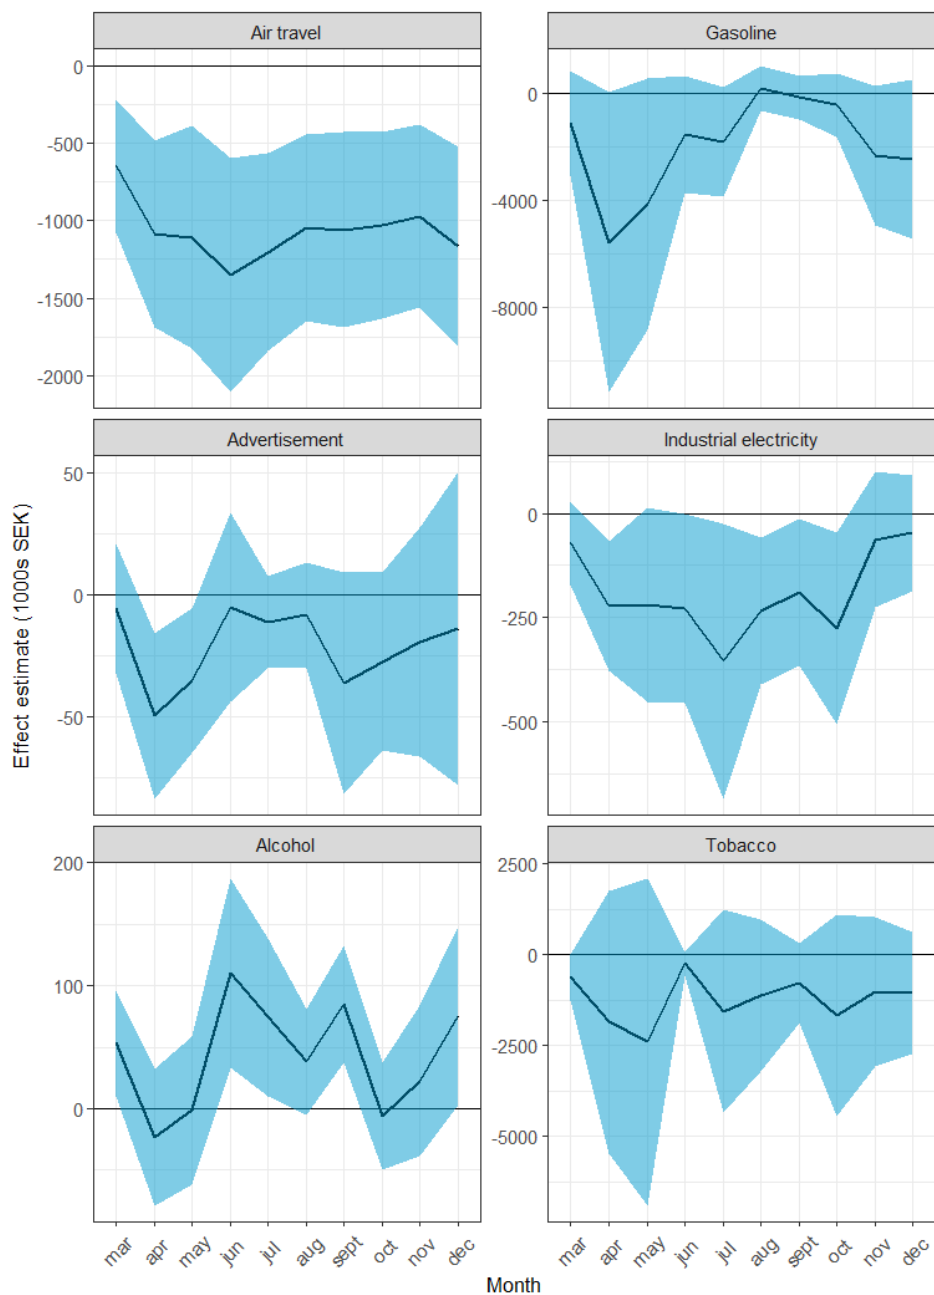 Air travel
Gasoline
0
-500
-1000
-1500
-2000
0
-4000
-8000
Advertisement
Industrial electricity
50
0
-50
0
-250
-500
Alcohol
Tobacco
200
100
0
2500
0
-2500
-5000
Effect estimate (1000s SEK)
mar apr may jun jul aug sept oct nov dec
mar apr may jun jul aug sept oct nov dec
Month